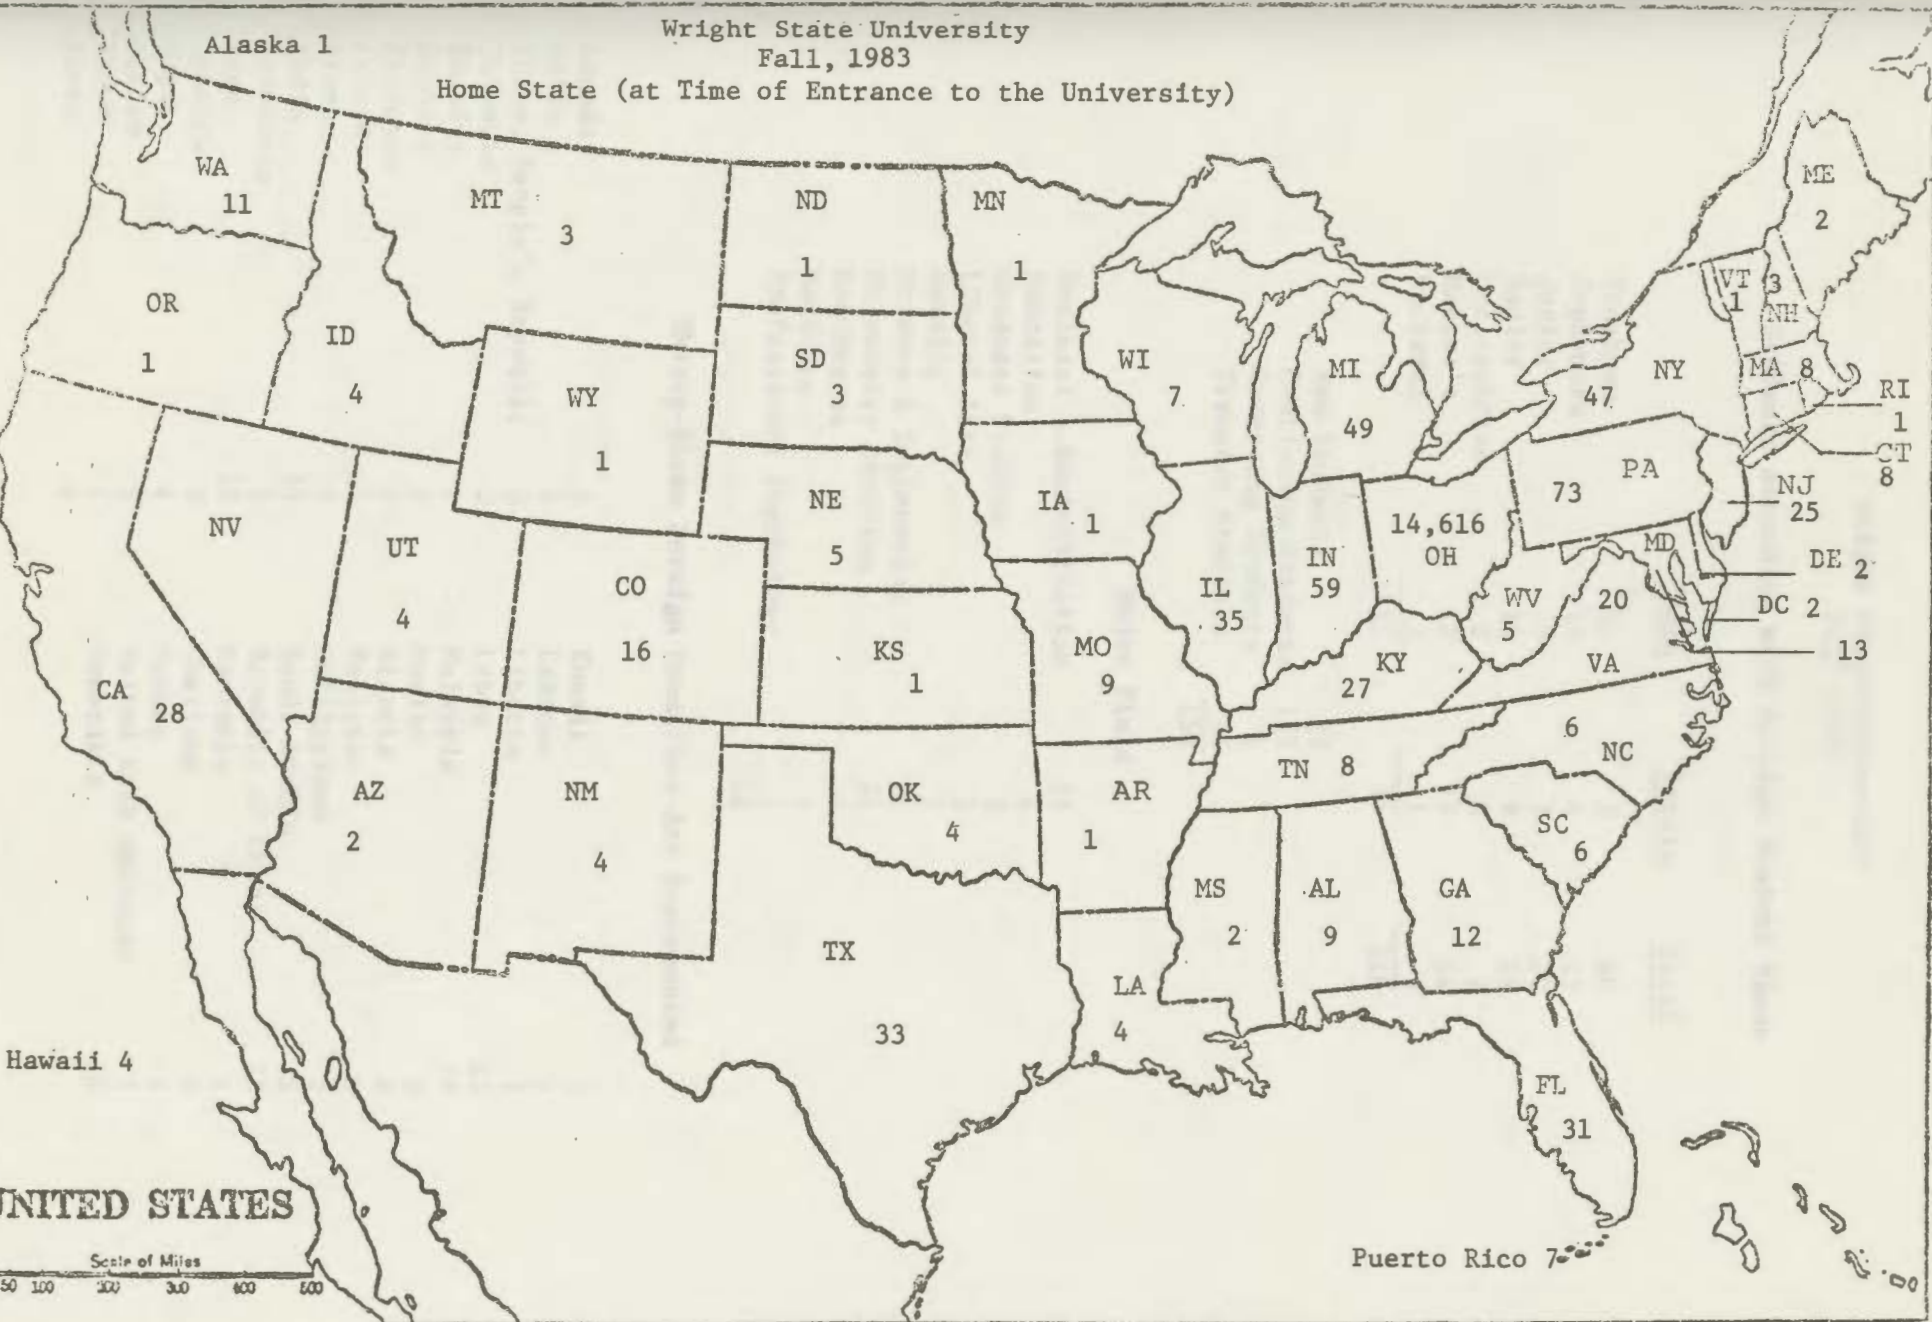 Wright State University
Fall, 1983
Home State (at Time of Entrance to the University)
Alaska 1
WA
11
MT
3
ND
1
MN
1
ME
2
OR
1
ID
4
WY
1
SD
3
WI
7
MI
49
NY
47
VT
1
3
NH
MA 8
RI
1
CT
8
NV
UT
4
CO
16
NE
5
IA
1
IL
35
IN
59
14,616
OH
73 PA
NJ
25
MD
DE 2
DC 2
13
WV
5
20
VA
CA
28
KS
1
MO
9
KY
27
AZ
2
NM
4
OK
4
AR
1
TN 8
6
NC
SC
6
MS
2
AL
9
GA
12
TX
33
LA
4
FL
31
Hawaii 4
Puerto Rico 7
UNITED STATES
Scale of Miles
50 100 200 300 400 500